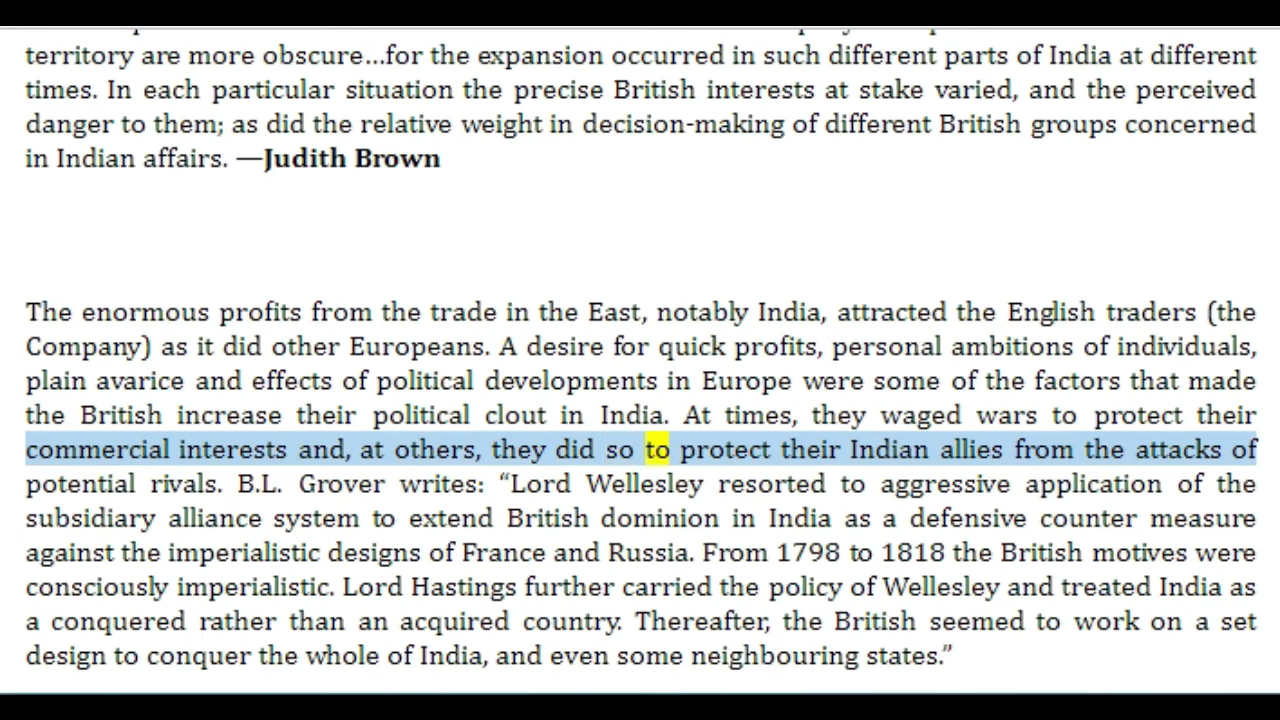 territory are more obscure...for the expansion occurred in such different parts of India at different
times. In each particular situation the precise British interests at stake varied, and the perceived
danger to them; as did the relative weight in decision-making of different British groups concerned
in Indian affairs. —Judith Brown
The enormous profits from the trade in the East, notably India, attracted the English traders (the
Company) as it did other Europeans. A desire for quick profits, personal ambitions of individuals,
plain avarice and effects of political developments in Europe were some of the factors that made
the British increase their political clout in India. At times, they waged wars to protect their
commercial interests and, at others, they did so to protect their Indian allies from the attacks of
potential rivals. B.L. Grover writes: “Lord Wellesley resorted to aggressive application of the
subsidiary alliance system to extend British dominion in India as a defensive counter measure
against the imperialistic designs of France and Russia. From 1798 to 1818 the British motives were
consciously imperialistic. Lord Hastings further carried the policy of Wellesley and treated India as
a conquered rather than an acquired country. Thereafter, the British seemed to work on a set
design to conquer the whole of India, and even some neighbouring states.”